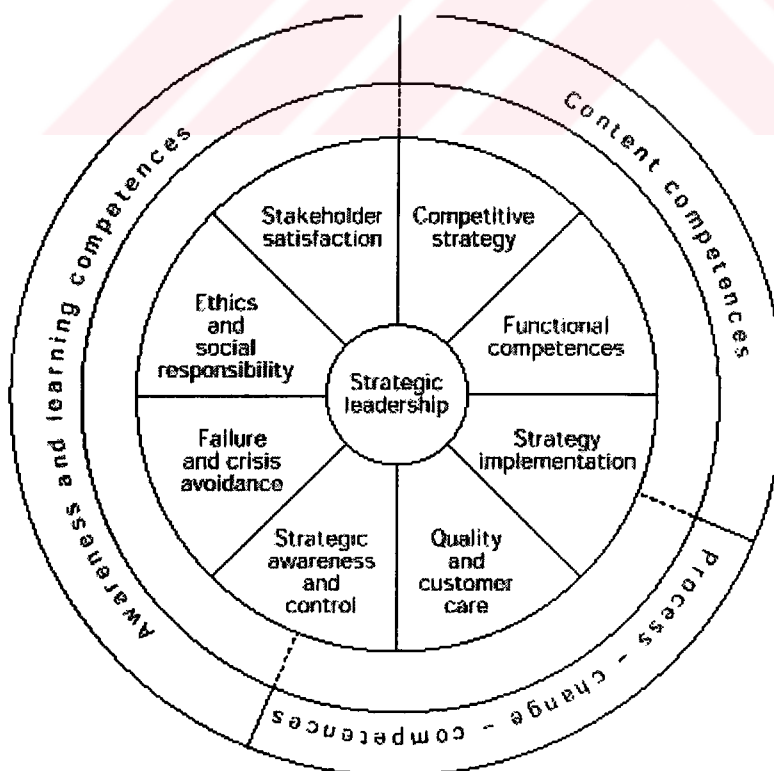 Awareness and learning competences
Content competences
Process - change - competences
Stakeholder
satisfaction
Competitive
strategy
Ethics
and
social
responsibility
Functional
competences
Strategic
leadership
Failure
and crisis
avoidance
Strategy
implementation
Strategic
awareness
and
control
Quality
and
customer
care